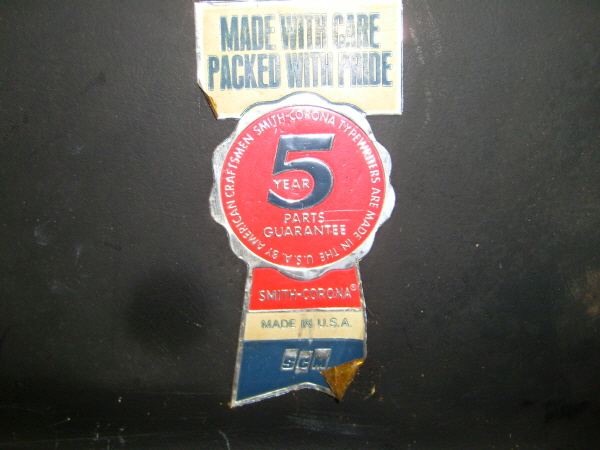 MADE WITH CARE
PACKED WITH PRIDE
SMITH-CORONA TYPEWRITERS ARE MADE IN THE U.S.A. BY AMERICAN CRAFTSMEN
5
YEAR
PARTS
GUARANTEE
SMITH-CORONA®
MADE IN U.S.A.
SCM